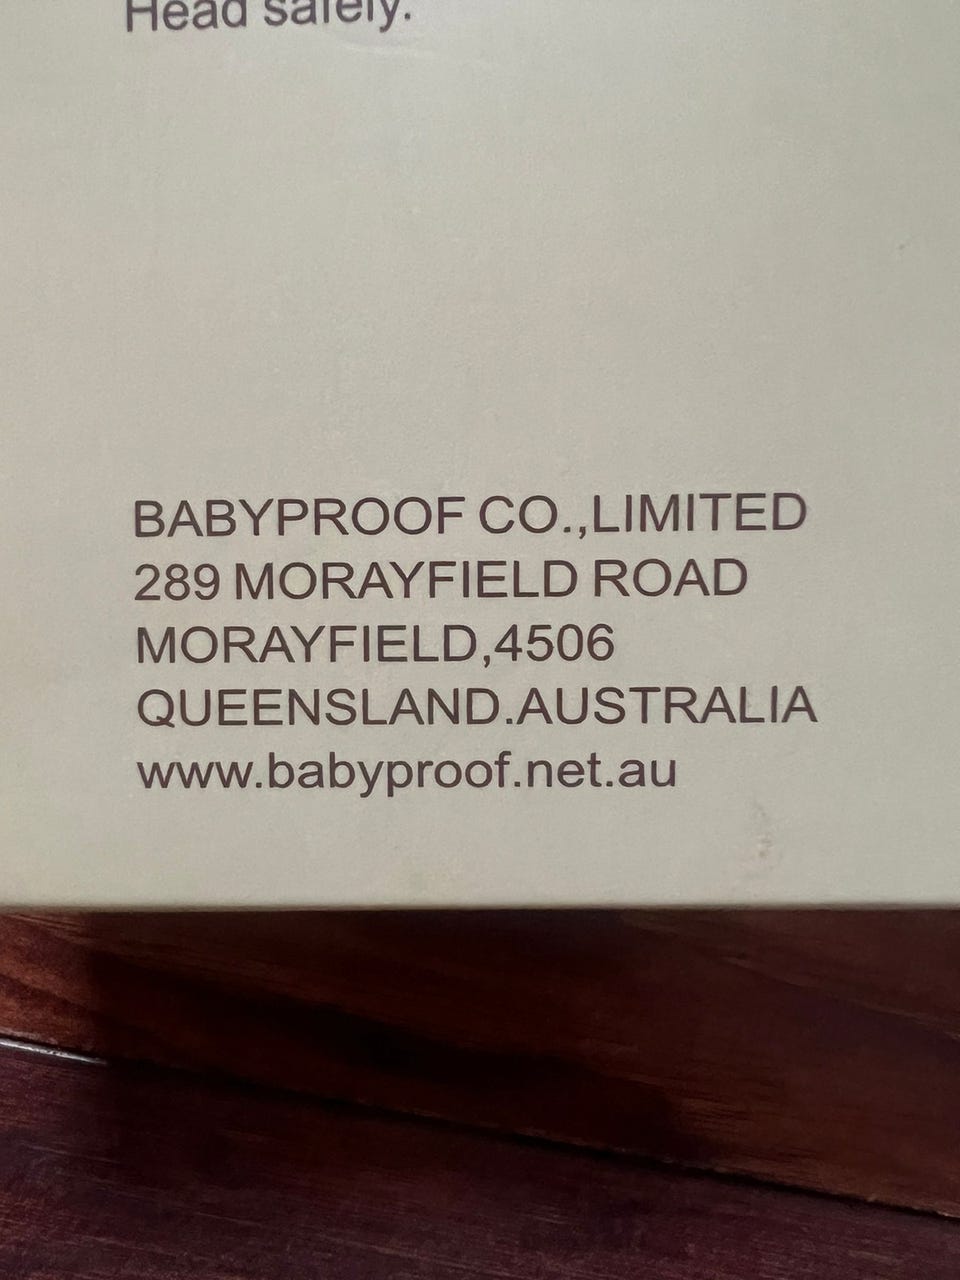 Head safely.
BABYPROOF CO.,LIMITED
289 MORAYFIELD ROAD
MORAYFIELD,4506
QUEENSLAND.AUSTRALIA
www.babyproof.net.au